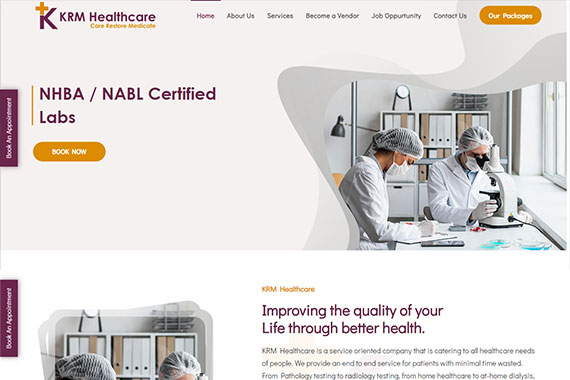 KRM Healthcare
Care Restore Medicate
Home About Us Services Become a Vendor Job Oppurtunity Contact Us Our Packages
NHBA / NABL Certified
Labs
BOOK NOW
Book An Appointment
Book An Appointment
KRM Healthcare
Improving the quality of your
Life through better health.
KRM Healthcare is a service oriented company that is catering to all healthcare needs
of people. We provide an end to end service for patients with minimal time wasted.
From Pathology testing to radiology testing, from home healthcare to at-home dialysis,